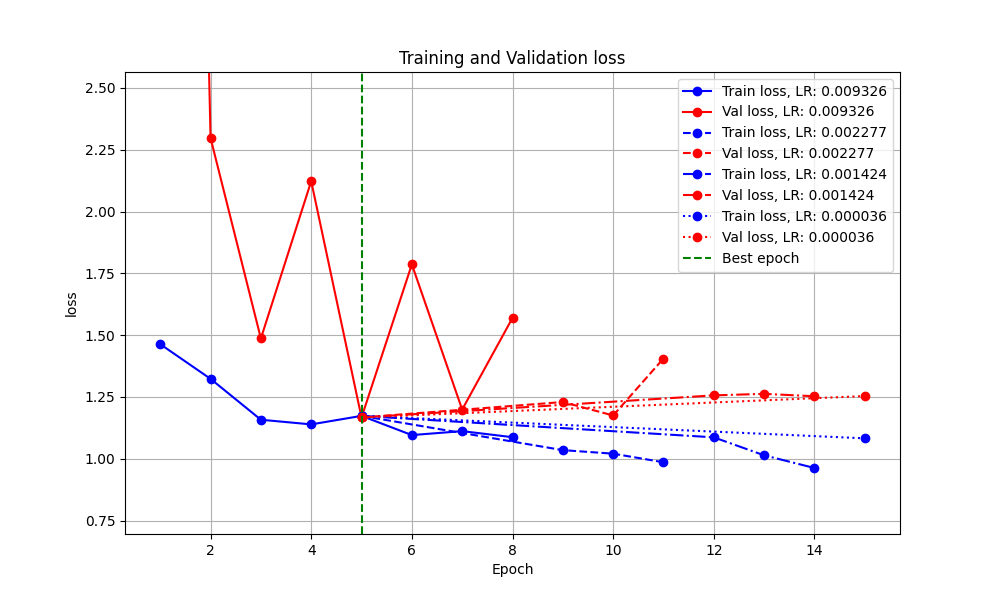 Training and Validation loss
2.50
2.25
2.00
1.75
1.50
1.25
1.00
0.75
loss
Train loss, LR: 0.009326
Val loss, LR: 0.009326
Train loss, LR: 0.002277
Val loss, LR: 0.002277
Train loss, LR: 0.001424
Val loss, LR: 0.001424
Train loss, LR: 0.000036
Val loss, LR: 0.000036
Best epoch
2 4 6 8 10 12 14
Epoch